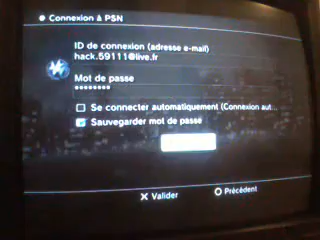 Connexion à PSN
ID de connexion (adresse e-mail)
hack.59111@live.fr
Mot de passe
********
Se connecter automatiquement (Connexion aut...
Sauvegarder mot de passe
X Valider
O Précédent